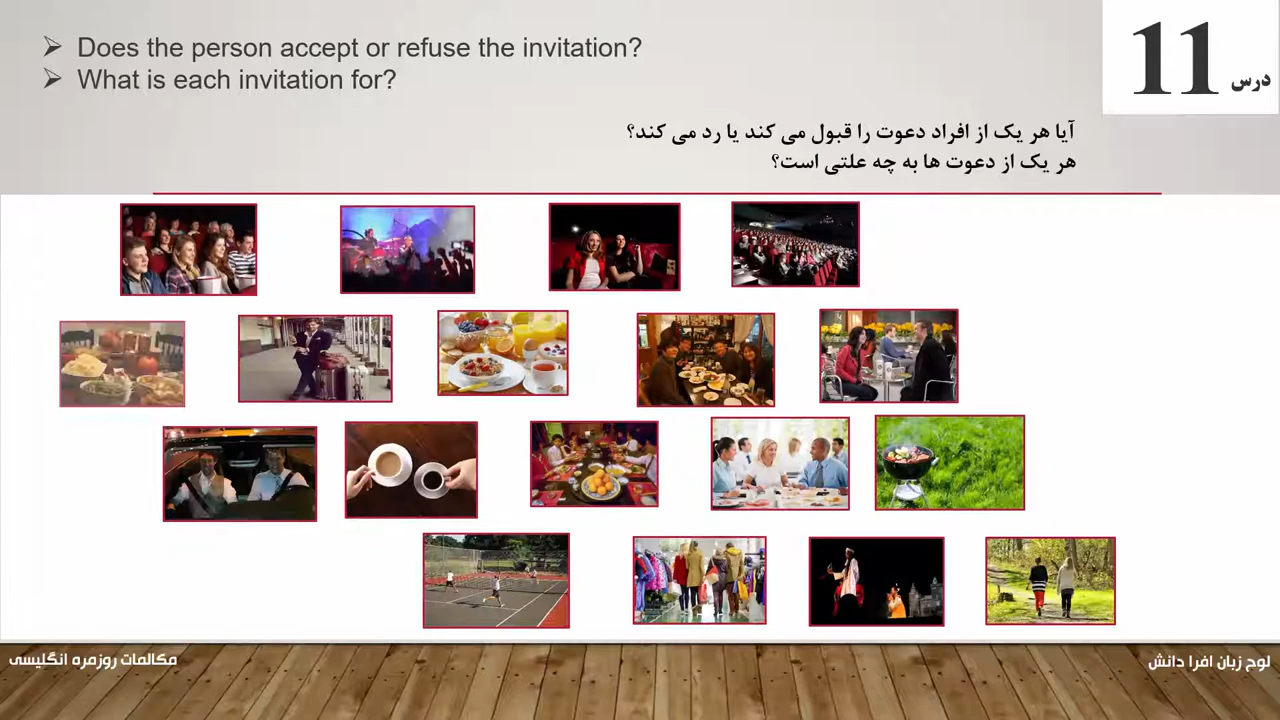 Does the person accept or refuse the invitation?
What is each invitation for?
درس 11
آیا هر یک از افراد دعوت را قبول می کند یا رد می کند؟
هر یک از دعوت ها به چه علتی است؟
مکالمات روزمره انگلیسی
لوح زبان افرا دانش